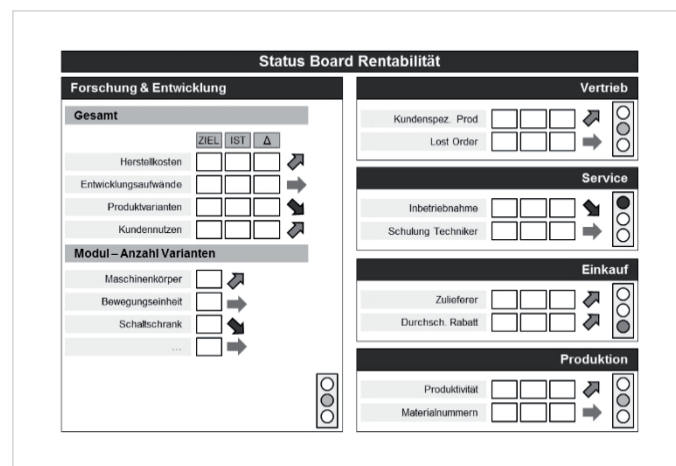 Status Board Rentabilität
Forschung & Entwicklung
Gesamt
ZIEL IST Δ
Herstellkosten
Entwicklungsaufwände
Produktvarianten
Kundennutzen
Modul – Anzahl Varianten
Maschinenkörper
Bewegungseinheit
Schaltschrank
...
Vertrieb
Kundenspez. Prod
Lost Order
Service
Inbetriebnahme
Schulung Techniker
Einkauf
Zulieferer
Durchsch. Rabatt
Produktion
Produktivität
Materialnummern